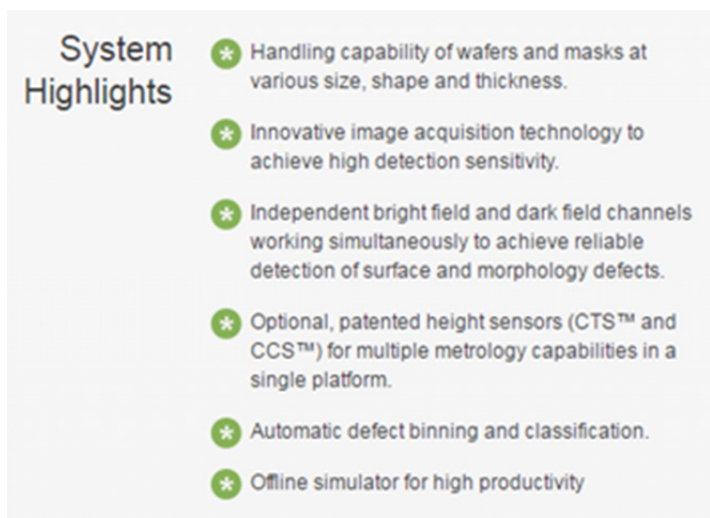 System
Highlights
Handling capability of wafers and masks at
various size, shape and thickness.
Innovative image acquisition technology to
achieve high detection sensitivity.
Independent bright field and dark field channels
working simultaneously to achieve reliable
detection of surface and morphology defects.
Optional, patented height sensors (CTS™ and
CCS™) for multiple metrology capabilities in a
single platform.
Automatic defect binning and classification.
Offline simulator for high productivity